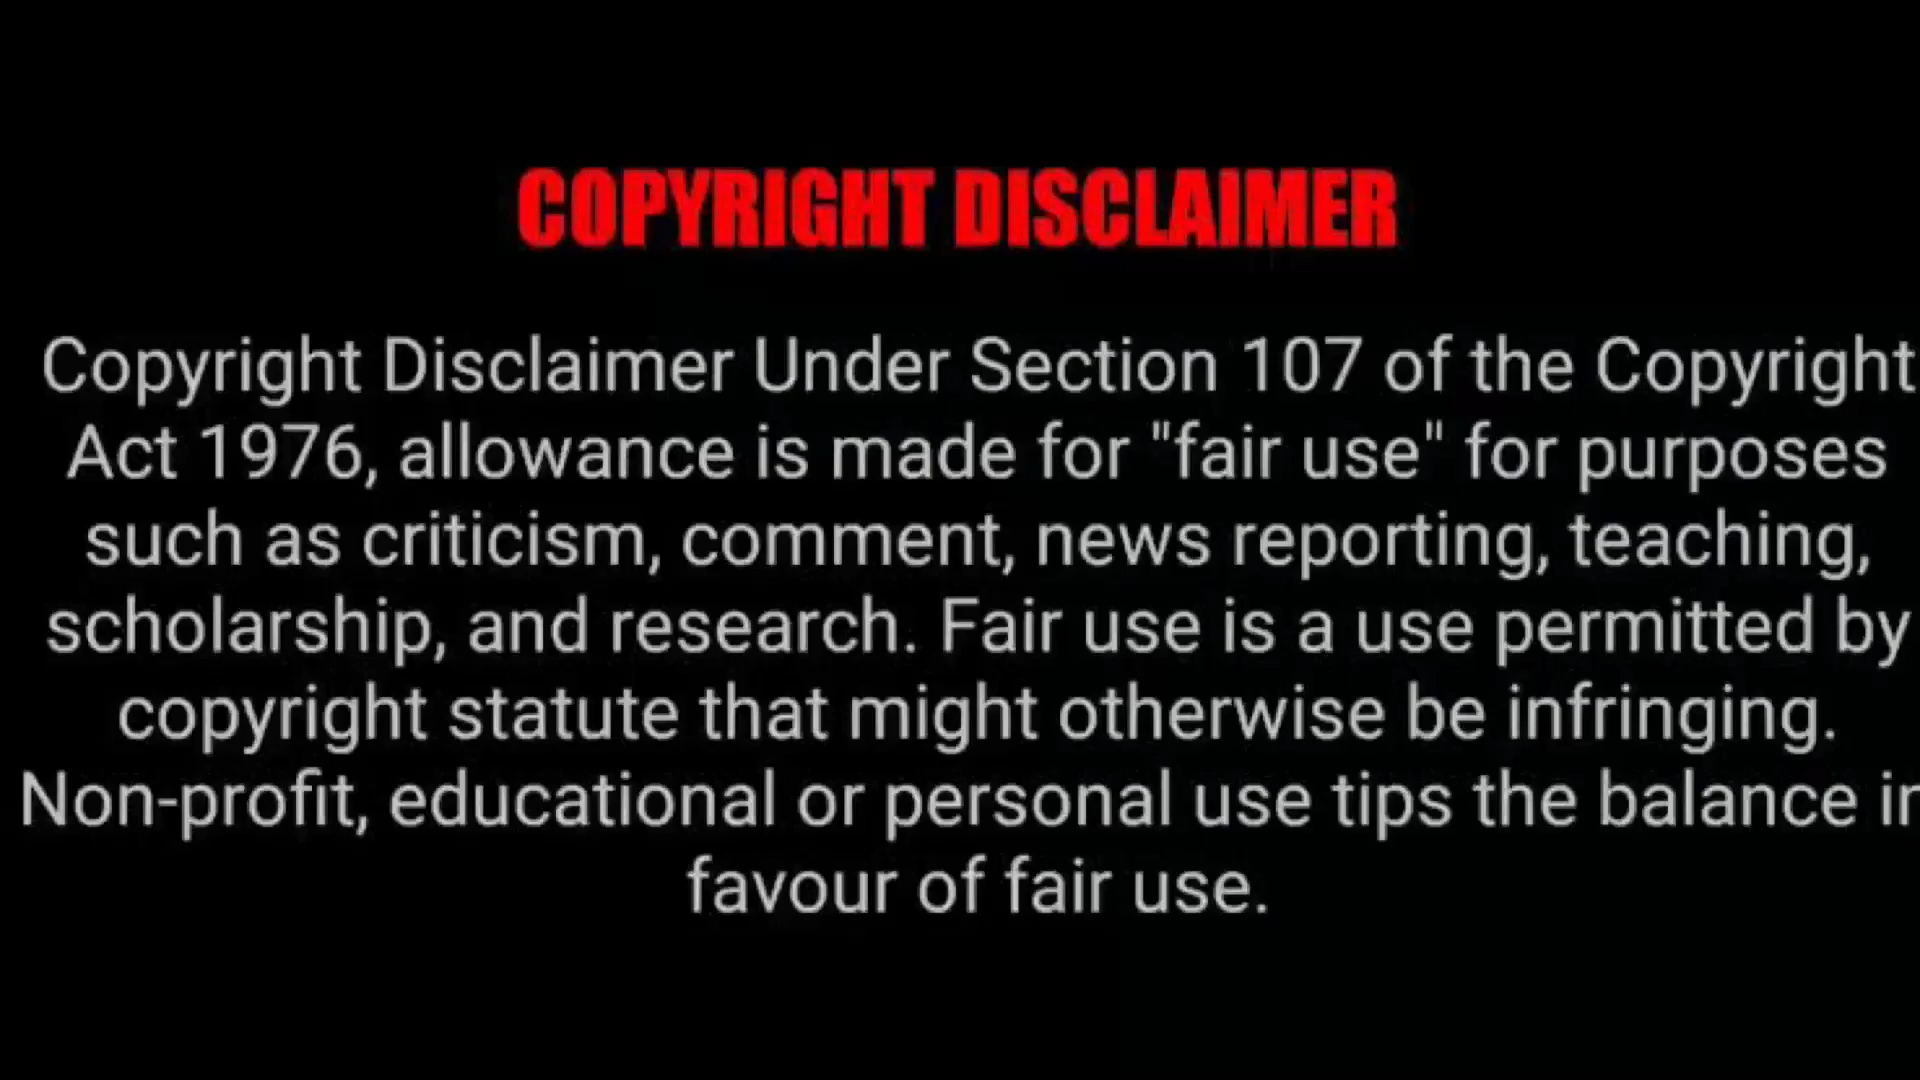 COPYRIGHT DISCLAIMER
Copyright Disclaimer Under Section 107 of the Copyright
Act 1976, allowance is made for "fair use" for purposes
such as criticism, comment, news reporting, teaching,
scholarship, and research. Fair use is a use permitted by
copyright statute that might otherwise be infringing.
Non-profit, educational or personal use tips the balance in
favour of fair use.